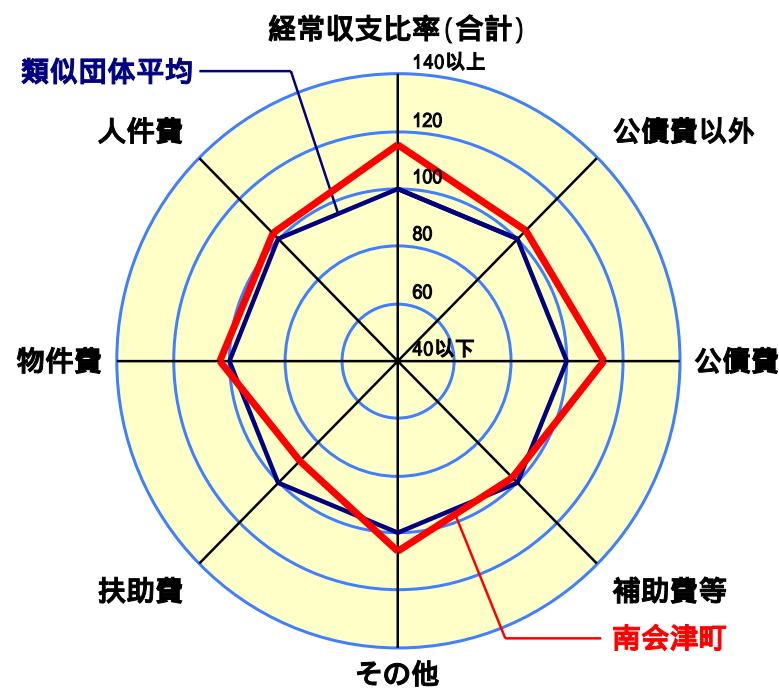 経常収支比率(合計)
140以上
類似団体平均
120
人件費
公債費以外
100
80
60
40以下
物件費
公債費
扶助費
補助費等
南会津町
その他